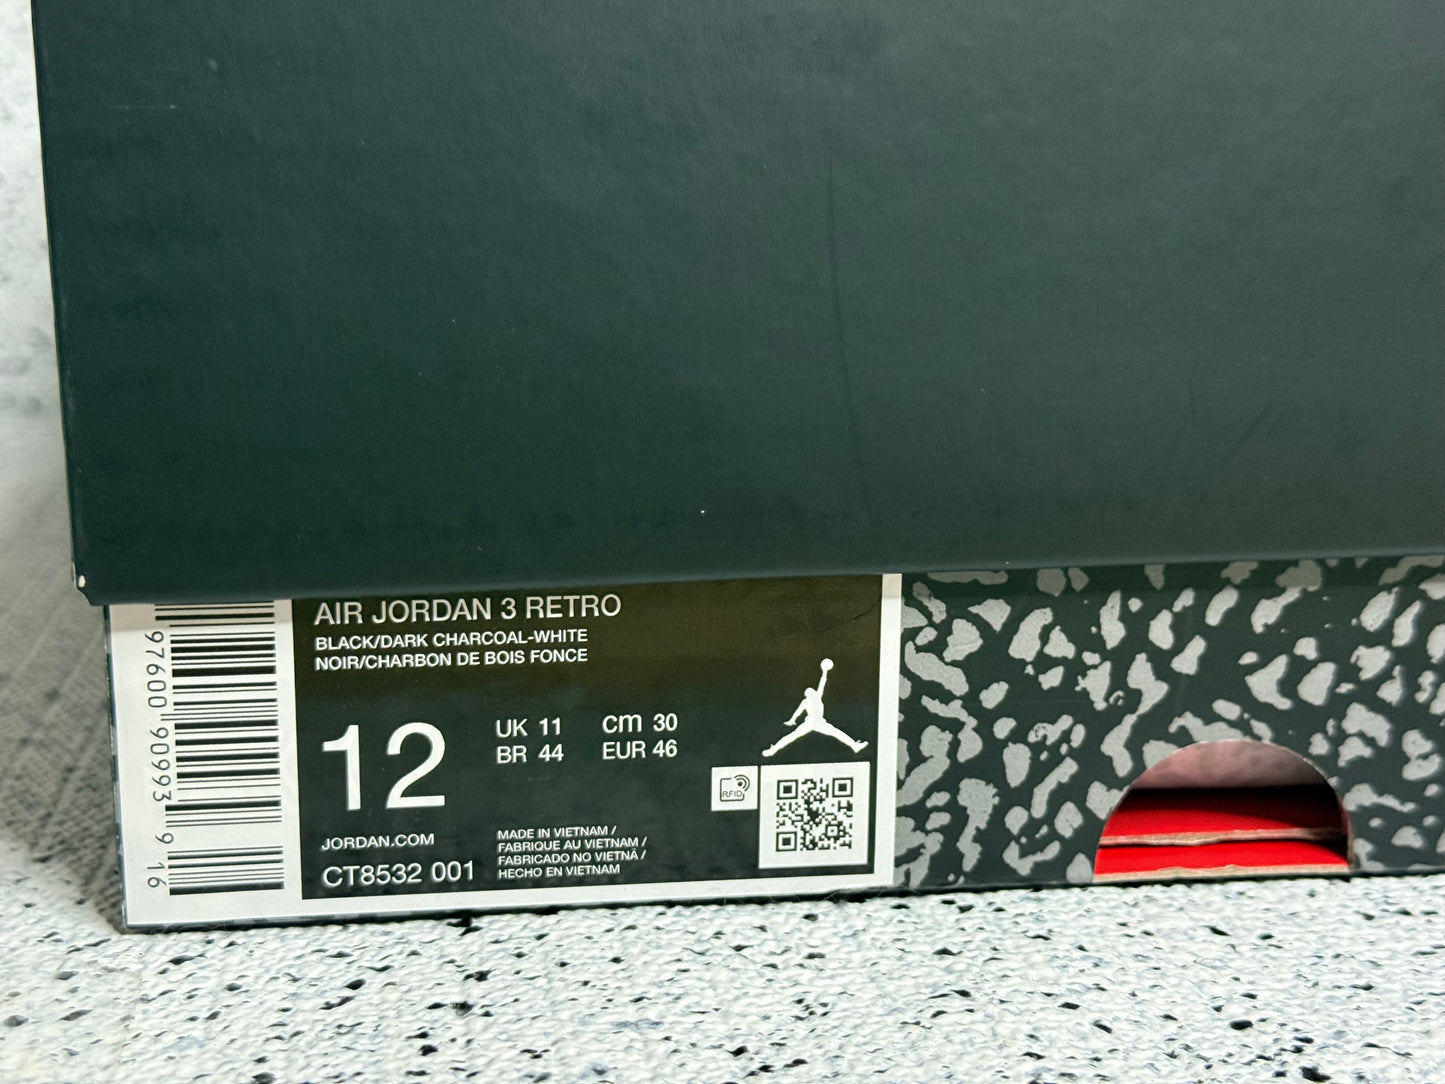 AIR JORDAN 3 RETRO
BLACK/DARK CHARCOAL-WHITE
NOIR/CHARBON DE BOIS FONCE
12
UK 11 CM 30
BR 44 EUR 46
RFID
JORDAN.COM
CT8532 001
MADE IN VIETNAM /
FABRIQUE AU VIETNAM /
FABRICADO NO VIETNÁ /
HECHO EN VIETNAM
97600 90993 9 16